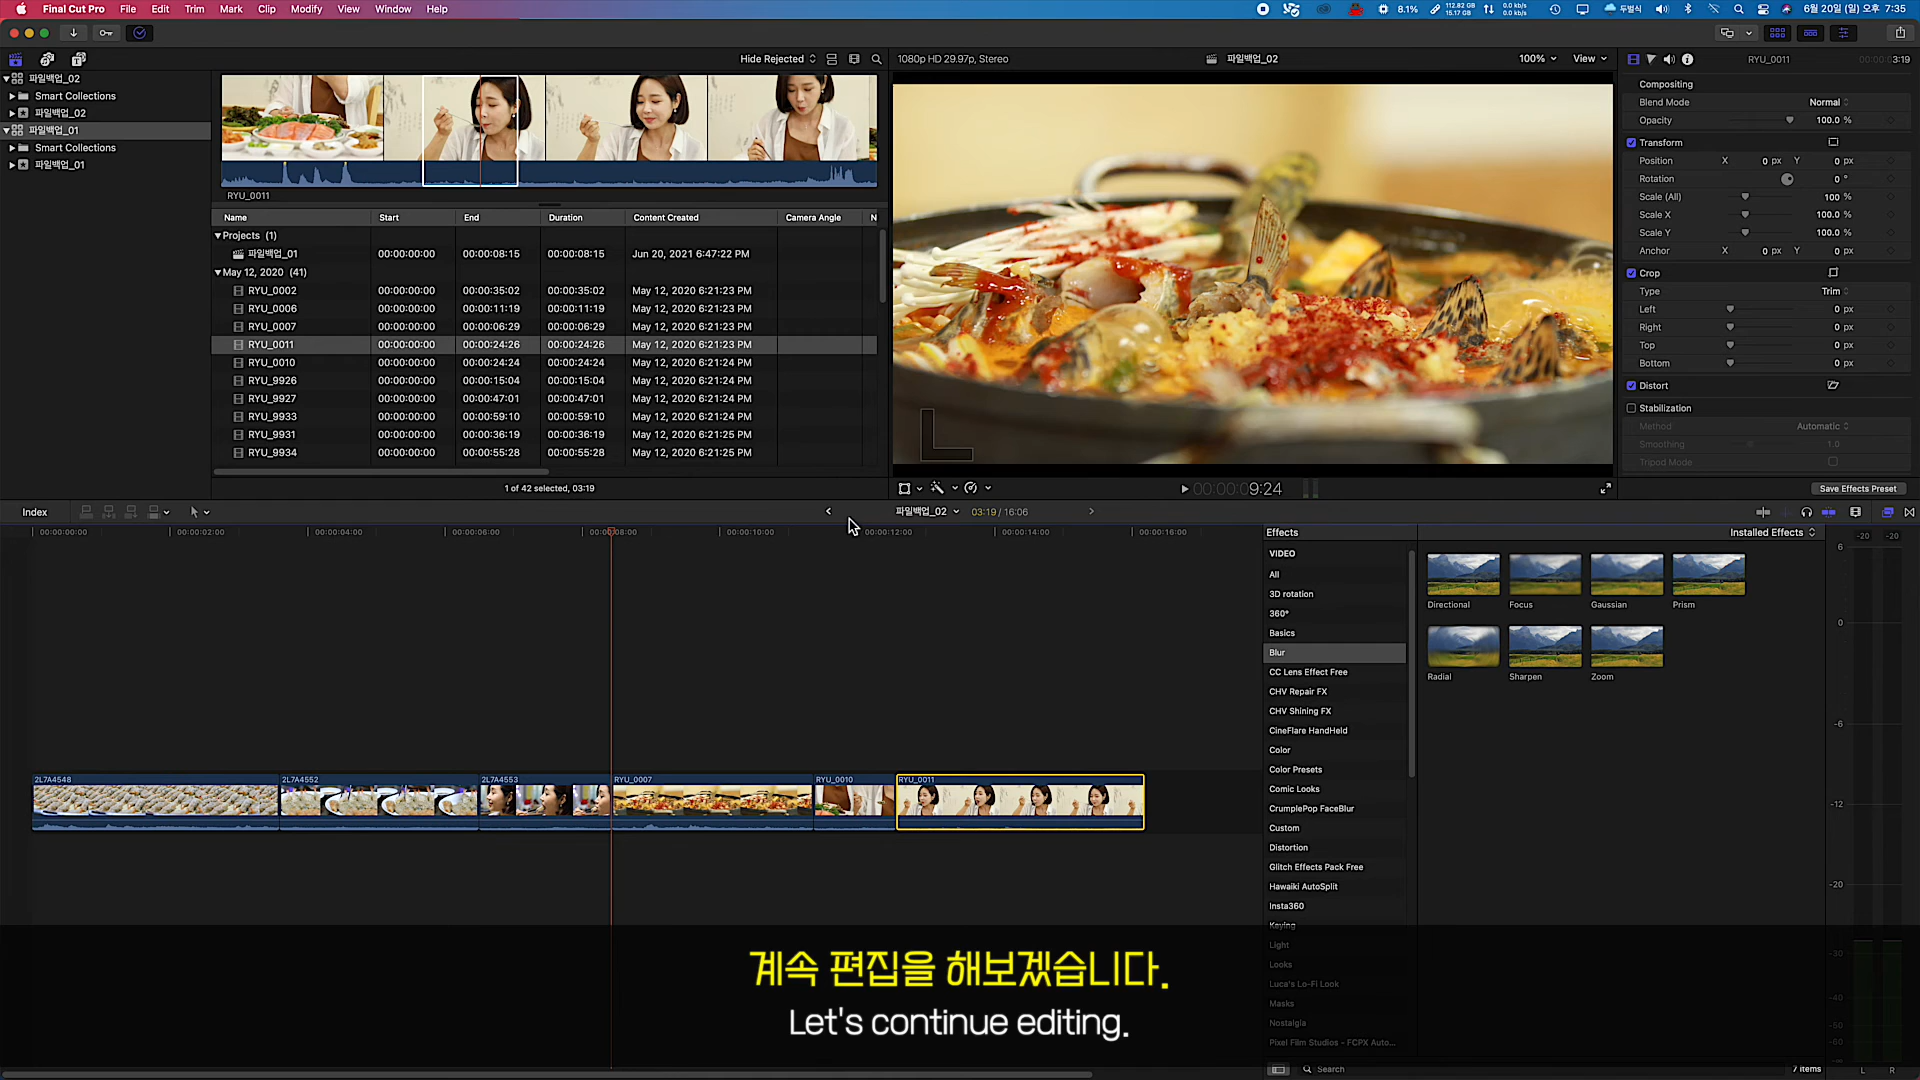 Final Cut Pro File Edit Trim Mark Clip Modify View Window Help
8.1% 112.82 GB 15.17 GB 0.0 kb/s 0.0 kb/s 두벌식 6월 20일 (일) 오후 7:35
Hide Rejected
1080p HD 29.97p, Stereo 파일백업_02 100% View
RYU_0011 00:00:03:19
파일백업_02
Smart Collections
파일백업_02
파일백업_01
Smart Collections
파일백업_01
RYU_0011
Name Start End Duration Content Created Camera Angle N
Projects (1)
파일백업_01 00:00:00:00 00:00:08:15 00:00:08:15 Jun 20, 2021 6:47:22 PM
May 12, 2020 (41)
RYU_0002 00:00:00:00 00:00:35:02 00:00:35:02 May 12, 2020 6:21:23 PM
RYU_0006 00:00:00:00 00:00:11:19 00:00:11:19 May 12, 2020 6:21:23 PM
RYU_0007 00:00:00:00 00:00:06:29 00:00:06:29 May 12, 2020 6:21:23 PM
RYU_0011 00:00:00:00 00:00:24:26 00:00:24:26 May 12, 2020 6:21:23 PM
RYU_0010 00:00:00:00 00:00:24:24 00:00:24:24 May 12, 2020 6:21:24 PM
RYU_9926 00:00:00:00 00:00:15:04 00:00:15:04 May 12, 2020 6:21:24 PM
RYU_9927 00:00:00:00 00:00:47:01 00:00:47:01 May 12, 2020 6:21:24 PM
RYU_9933 00:00:00:00 00:00:59:10 00:00:59:10 May 12, 2020 6:21:24 PM
RYU_9931 00:00:00:00 00:00:36:19 00:00:36:19 May 12, 2020 6:21:25 PM
RYU_9934 00:00:00:00 00:00:55:28 00:00:55:28 May 12, 2020 6:21:25 PM
1 of 42 selected, 03:19
00:00:09:24
Compositing
Blend Mode Normal
Opacity 100.0 %
Transform
Position X 0 px Y 0 px
Rotation 0 °
Scale (All) 100 %
Scale X 100.0 %
Scale Y 100.0 %
Anchor X 0 px Y 0 px
Crop
Type Trim
Left 0 px
Right 0 px
Top 0 px
Bottom 0 px
Distort
Stabilization
Method Automatic
Smoothing 1.0
Tripod Mode
Save Effects Preset
Index 파일백업_02 03:19 / 16:06
00:00:00:00 00:00:02:00 00:00:04:00 00:00:06:00 00:00:08:00 00:00:10:00 00:00:12:00 00:00:14:00 00:00:16:00
2L7A4548 2L7A4552 2L7A4553 RYU_0007 RYU_0010 RYU_0011
Effects Installed Effects
VIDEO
All
3D rotation
360°
Basics
Blur
CC Lens Effect Free
CHV Repair FX
CHV Shining FX
CineFlare HandHeld
Color
Color Presets
Comic Looks
CrumplePop FaceBlur
Custom
Distortion
Glitch Effects Pack Free
Hawaiki AutoSplit
Insta360
Keying
Light
Looks
Luca's Lo-Fi Look
Masks
Nostalgia
Pixel Film Studios - FCPX Auto...
Search 7 items
Directional Focus Gaussian Prism
Radial Sharpen Zoom
-20 -20
6
0
-6
-12
-20
-30
-40
-50
-60
L R
계속 편집을 해보겠습니다.
Let's continue editing.